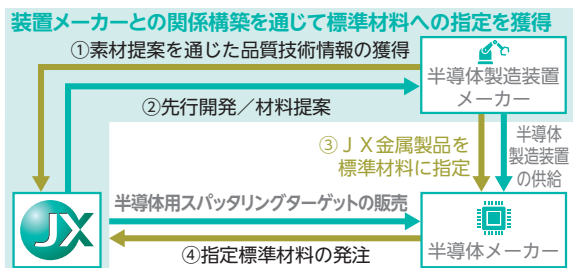 装置メーカーとの関係構築を通じて標準材料への指定を獲得
①素材提案を通じた品質技術情報の獲得
半導体製造装置
メーカー
②先行開発／材料提案
③ＪＸ金属製品を
標準材料に指定
半導体
製造装置
の供給
JX
半導体用スパッタリングターゲットの販売
④指定標準材料の発注
半導体メーカー